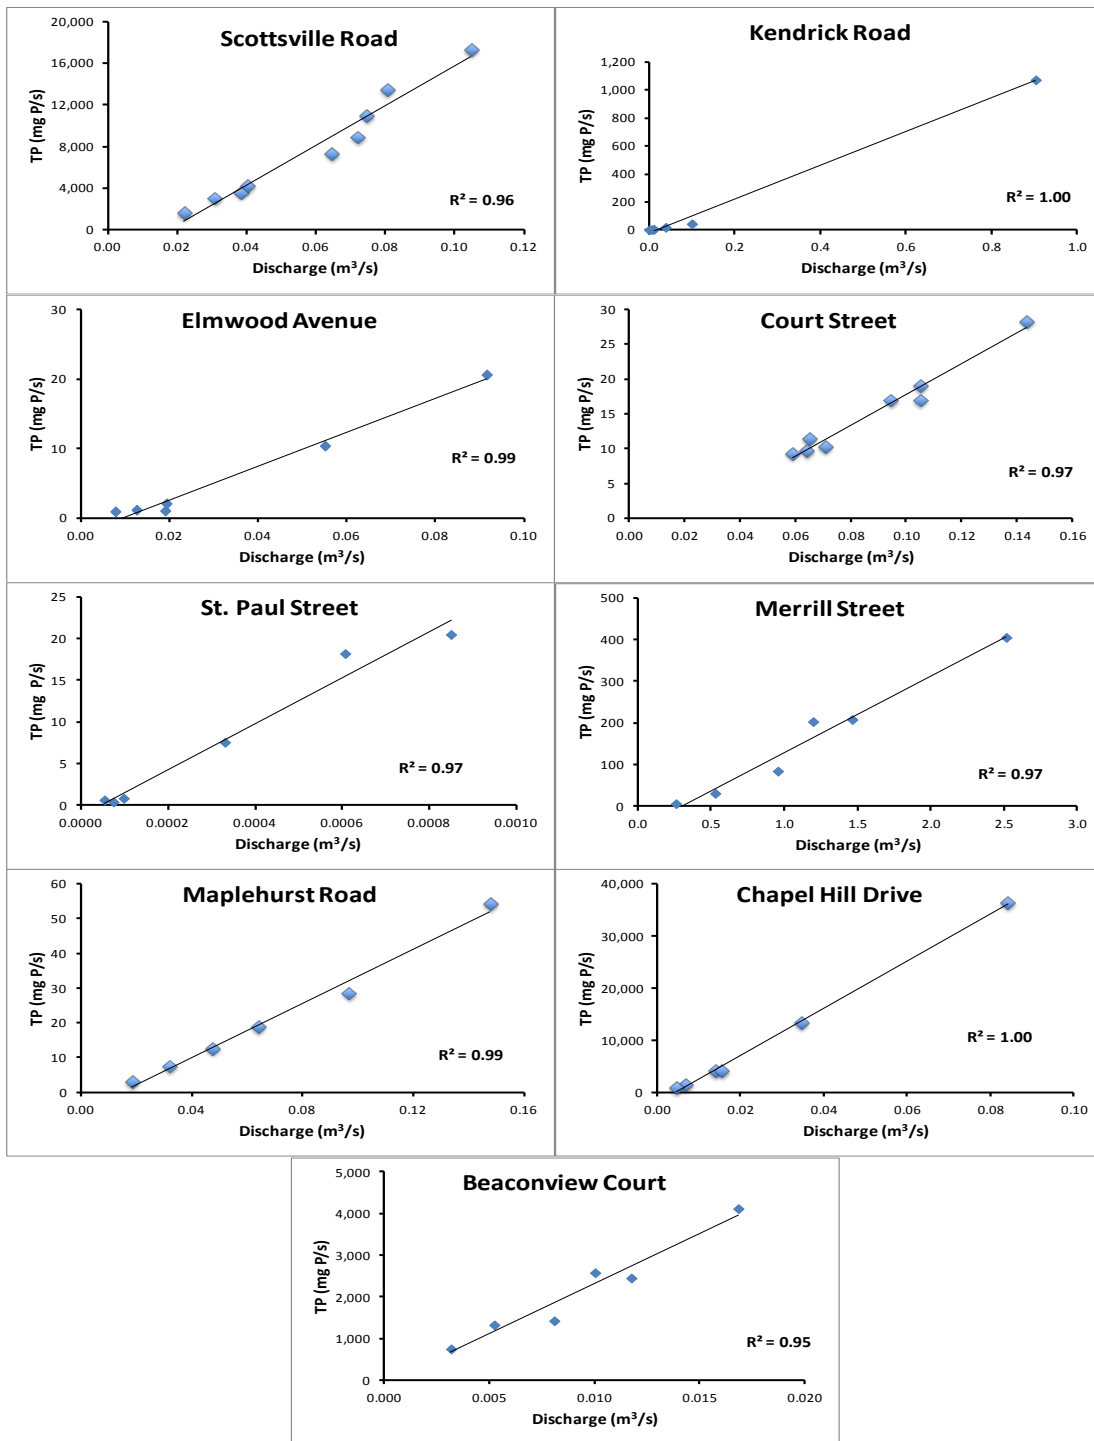 Scottsville Road
TP (mg P/s)
20,000
16,000
12,000
8,000
4,000
0
0.00 0.02 0.04 0.06 0.08 0.10 0.12
Discharge (m³/s)
R² = 0.96
Kendrick Road
TP (mg P/s)
1,200
1,000
800
600
400
200
0
0.0 0.2 0.4 0.6 0.8 1.0
Discharge (m³/s)
R² = 1.00
Elmwood Avenue
TP (mg P/s)
30
20
10
0
0.00 0.02 0.04 0.06 0.08 0.10
Discharge (m³/s)
R² = 0.99
Court Street
TP (mg P/s)
30
25
20
15
10
5
0
0.00 0.02 0.04 0.06 0.08 0.10 0.12 0.14 0.16
Discharge (m³/s)
R² = 0.97
St. Paul Street
TP (mg P/s)
25
20
15
10
5
0
0.0000 0.0002 0.0004 0.0006 0.0008 0.0010
Discharge (m³/s)
R² = 0.97
Merrill Street
TP (mg P/s)
500
400
300
200
100
0
0.0 0.5 1.0 1.5 2.0 2.5 3.0
Discharge (m³/s)
R² = 0.97
Maplehurst Road
TP (mg P/s)
60
50
40
30
20
10
0
0.00 0.04 0.08 0.12 0.16
Discharge (m³/s)
R² = 0.99
Chapel Hill Drive
TP (mg P/s)
40,000
30,000
20,000
10,000
0
0.00 0.02 0.04 0.06 0.08 0.10
Discharge (m³/s)
R² = 1.00
Beaconview Court
TP (mg P/s)
5,000
4,000
3,000
2,000
1,000
0
0.000 0.005 0.010 0.015 0.020
Discharge (m³/s)
R² = 0.95